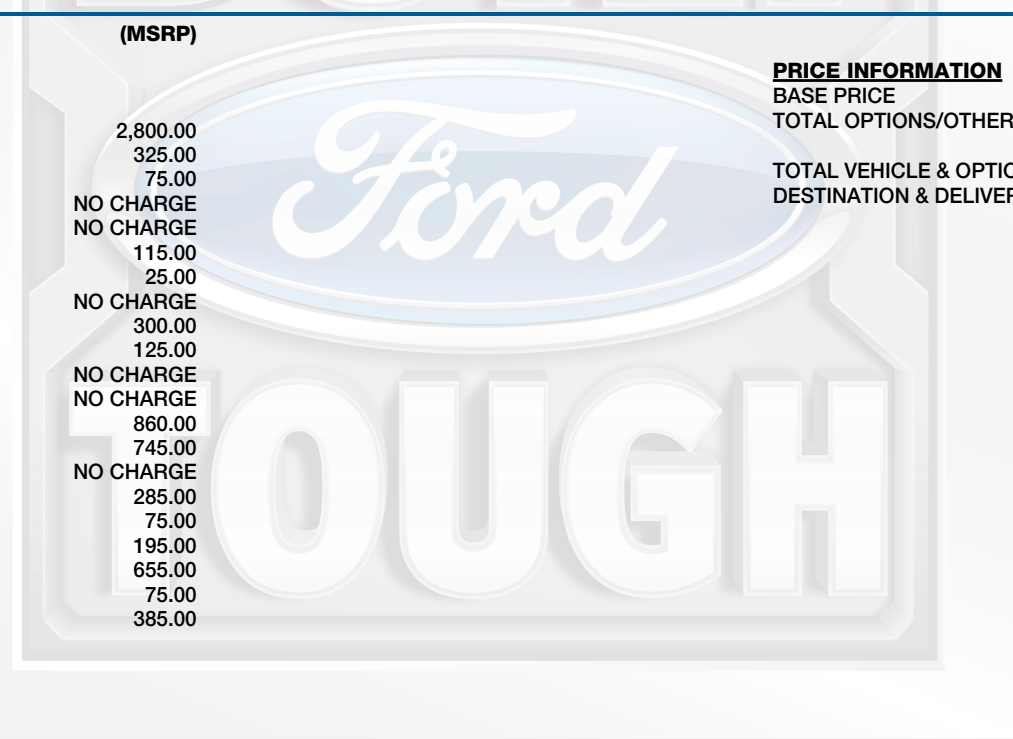 (MSRP)
2,800.00
325.00
75.00
NO CHARGE
NO CHARGE
115.00
25.00
NO CHARGE
300.00
125.00
NO CHARGE
NO CHARGE
860.00
745.00
NO CHARGE
285.00
75.00
195.00
655.00
75.00
385.00
PRICE INFORMATION
BASE PRICE
TOTAL OPTIONS/OTHER
TOTAL VEHICLE & OPTIO
DESTINATION & DELIVER
Ford
TOUGH